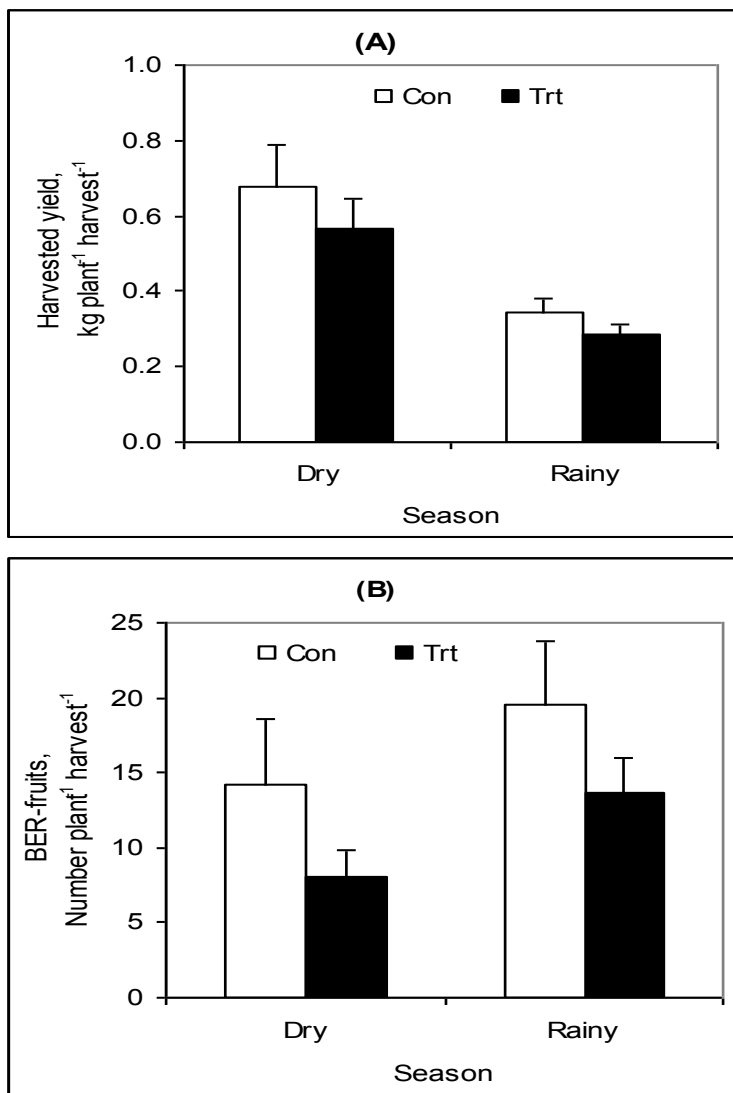 (A)
1.0
Con Trt
0.8
0.6
0.4
0.2
0.0
Harvested yield,
kg plant⁻¹ harvest⁻¹
Dry Rainy
Season
(B)
25
Con Trt
20
15
10
5
0
BER-fruits,
Number plant¹ harvest⁻¹
Dry Rainy
Season